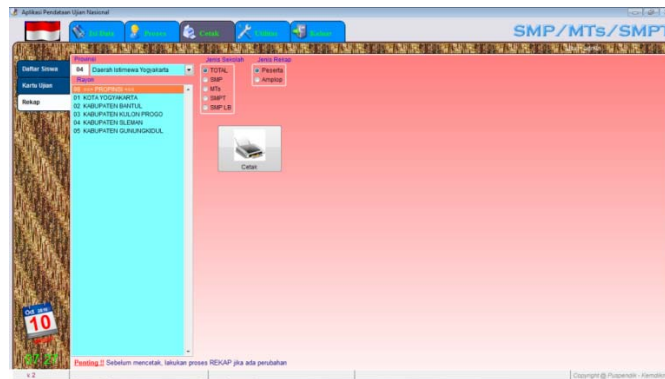 Aplikasi Pendataan Ujian Nasional
Isi Data
Proses
Cetak
Utilitas
Keluar
SMP/MTs/SMPT
Daftar Siswa
Kartu Ujian
Rekap
Propinsi
04 Daerah Istimewa Yogyakarta
Rayon
00 === PROPINSI ===
01 KOTA YOGYAKARTA
02 KABUPATEN BANTUL
03 KABUPATEN KULON PROGO
04 KABUPATEN SLEMAN
05 KABUPATEN GUNUNGKIDUL
Jenis Sekolah
TOTAL
SMP
MTs
SMPT
SMP LB
Jenis Rekap
Peserta
Amplop
Cetak
10
Penting !! Sebelum mencetak, lakukan proses REKAP jika ada perubahan
v.2
Copyright @ Puspendik -